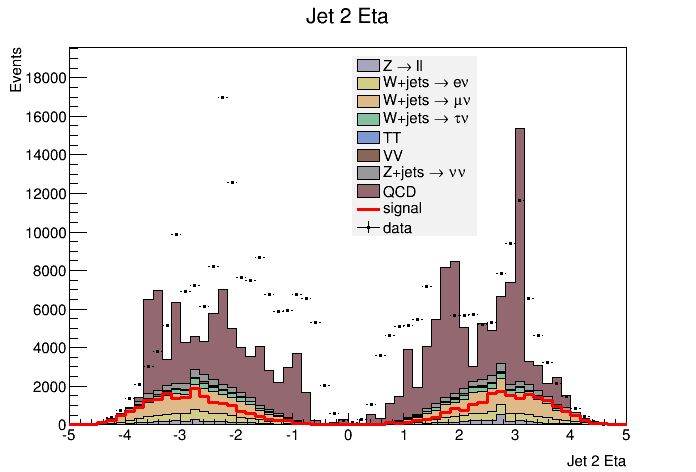 Jet 2 Eta
Events
18000
16000
14000
12000
10000
8000
6000
4000
2000
0
-5 -4 -3 -2 -1 0 1 2 3 4 5
Jet 2 Eta
Z → ll
W+jets → eν
W+jets → μν
W+jets → τν
TT
VV
Z+jets → νν
QCD
signal
data